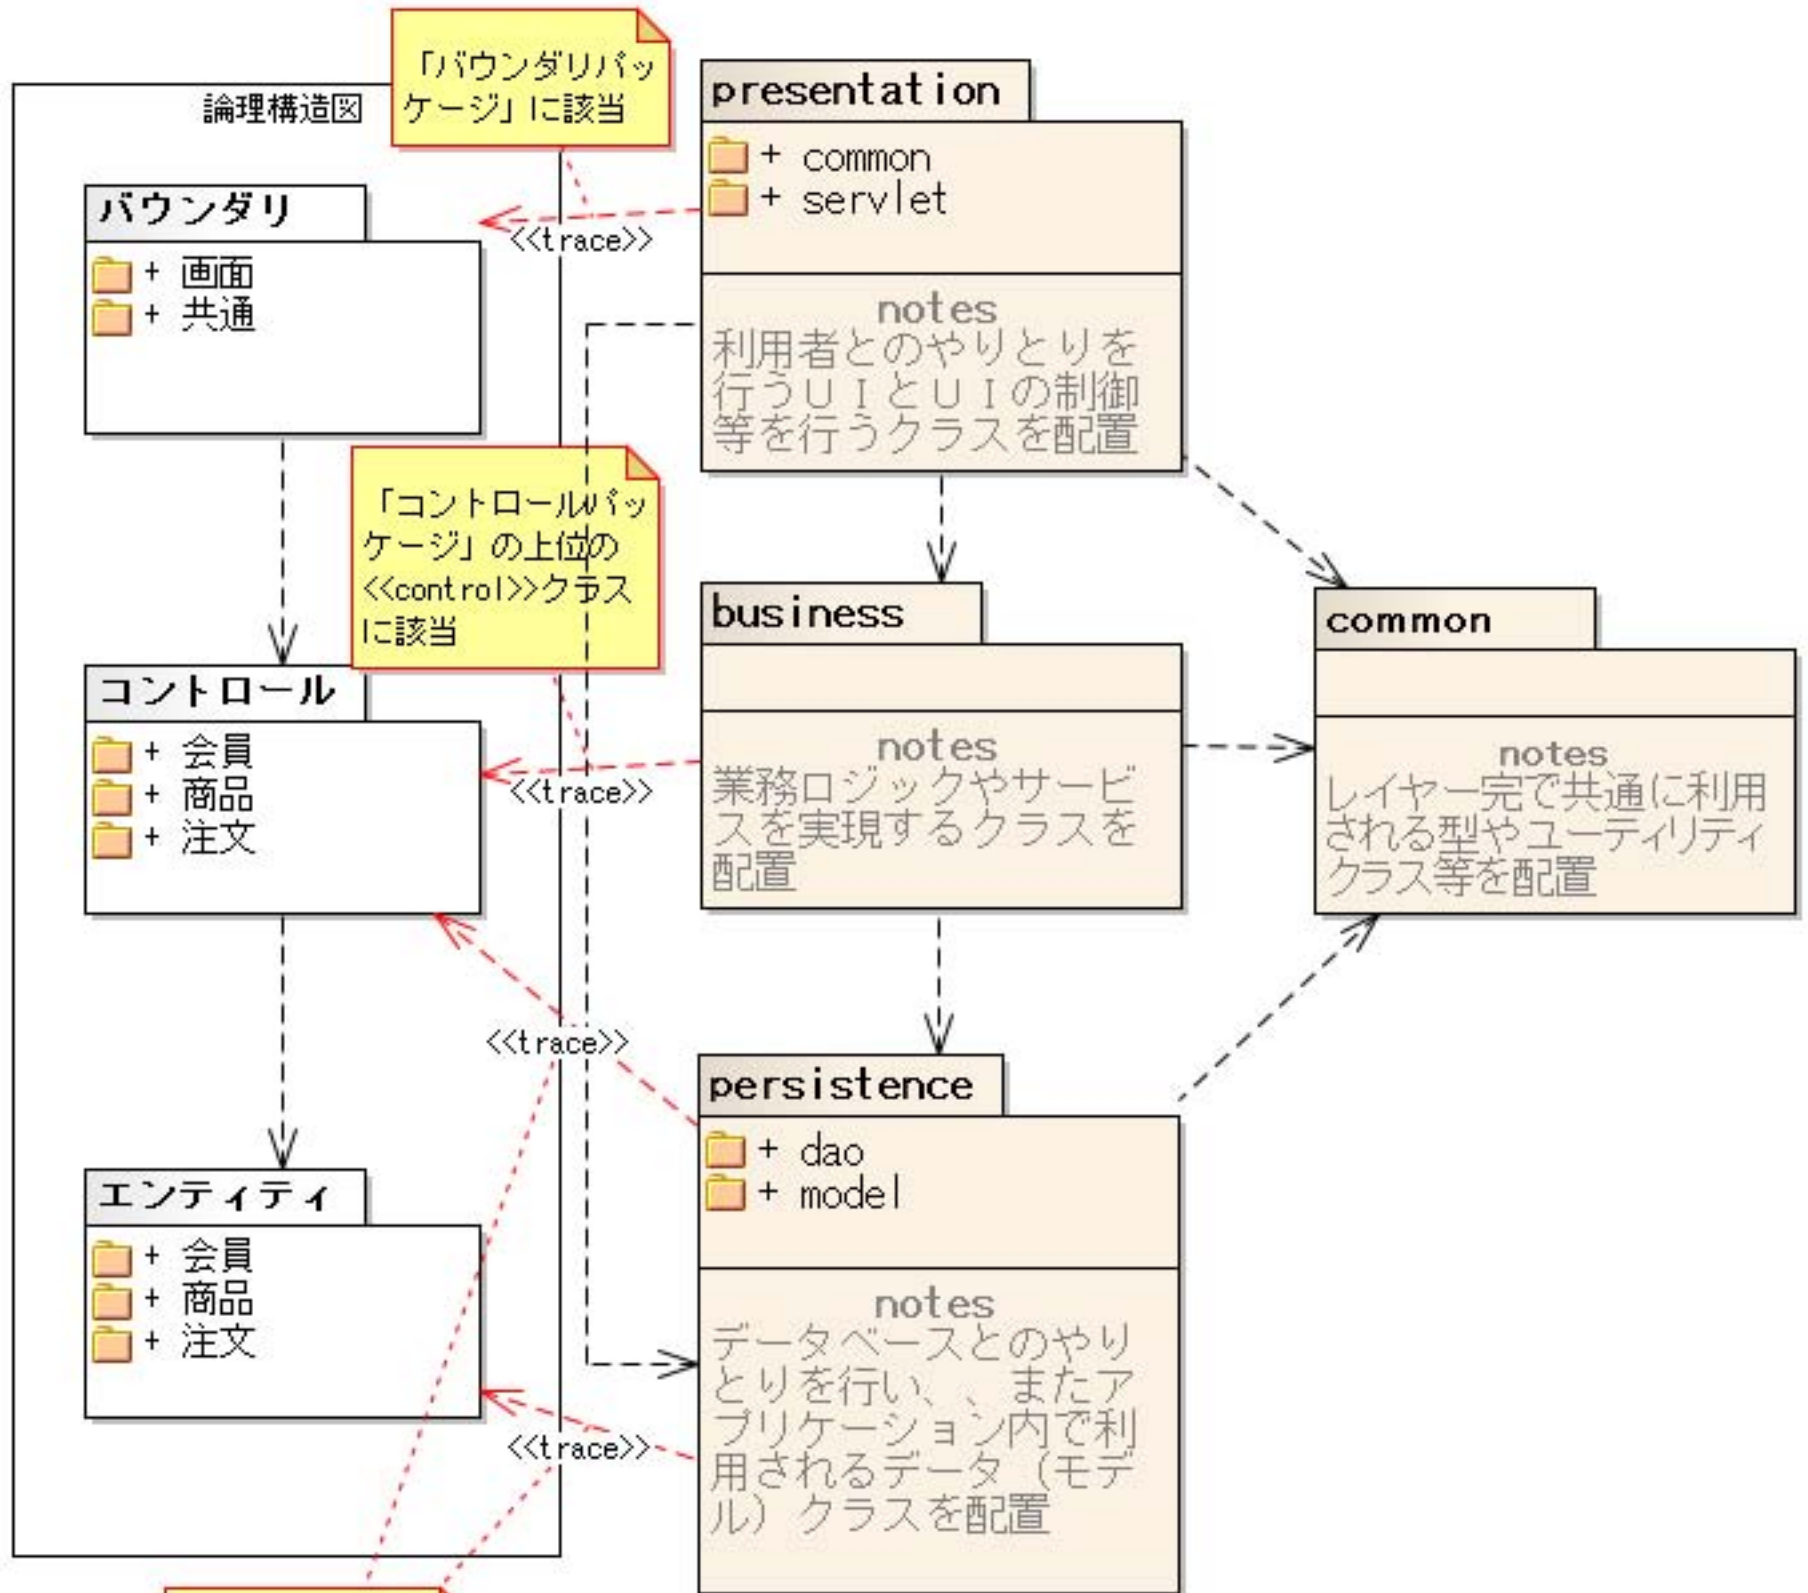 論理構造図
「バウンダリパッ
ケージ」に該当
バウンダリ
+ 画面
+ 共通
<<trace>>
presentation
+ common
+ servlet
notes
利用者とのやりとりを
行うＵＩとＵＩの制御
等を行うクラスを配置
「コントロールパッ
ケージ」の上位の
<<control>>クラス
に該当
コントロール
+ 会員
+ 商品
+ 注文
<<trace>>
business
notes
業務ロジックやサービ
スを実現するクラスを
配置
common
notes
レイヤー完で共通に利用
される型やユーティリティ
クラス等を配置
<<trace>>
エンティティ
+ 会員
+ 商品
+ 注文
<<trace>>
persistence
+ dao
+ model
notes
データベースとのやり
とりを行い、、またア
プリケーション内で利
用されるデータ（モデ
ル）クラスを配置